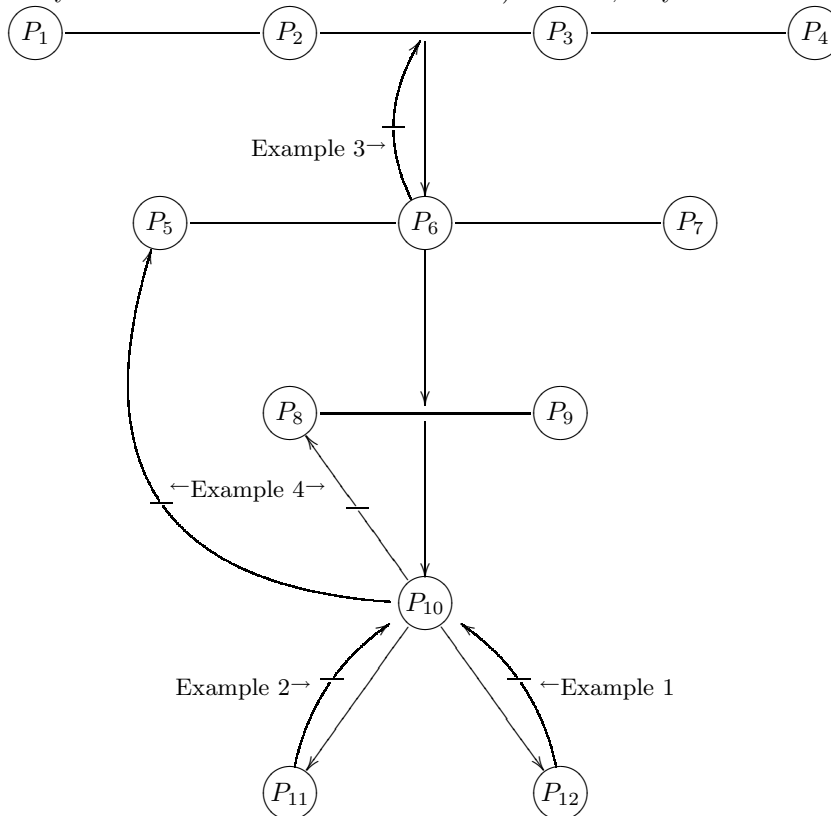 P1 P2 P3 P4
Example 3→
P5 P6 P7
P8 P9
←Example 4→
P10
Example 2→ ←Example 1
P11 P12